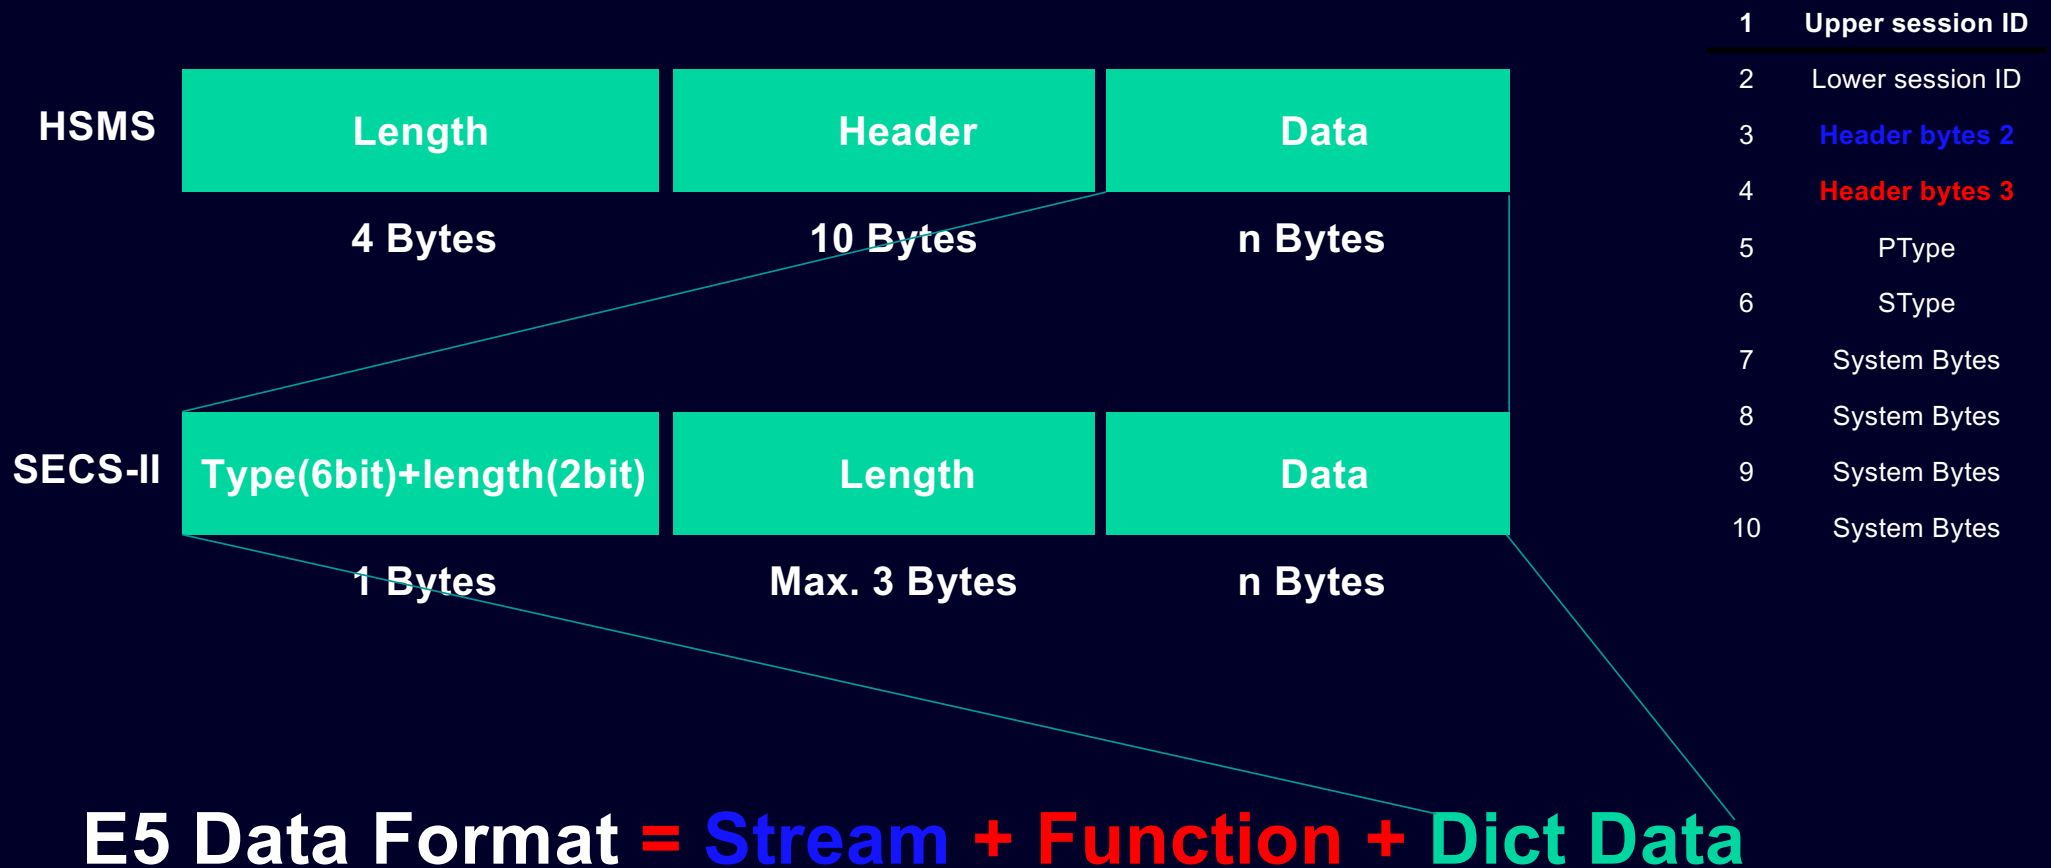 HSMS
Length
Header
Data
4 Bytes
10 Bytes
n Bytes
SECS-II
Type(6bit)+length(2bit)
Length
Data
1 Bytes
Max. 3 Bytes
n Bytes
E5 Data Format = Stream + Function + Dict Data
1 Upper session ID
2 Lower session ID
3 Header bytes 2
4 Header bytes 3
5 PType
6 SType
7 System Bytes
8 System Bytes
9 System Bytes
10 System Bytes